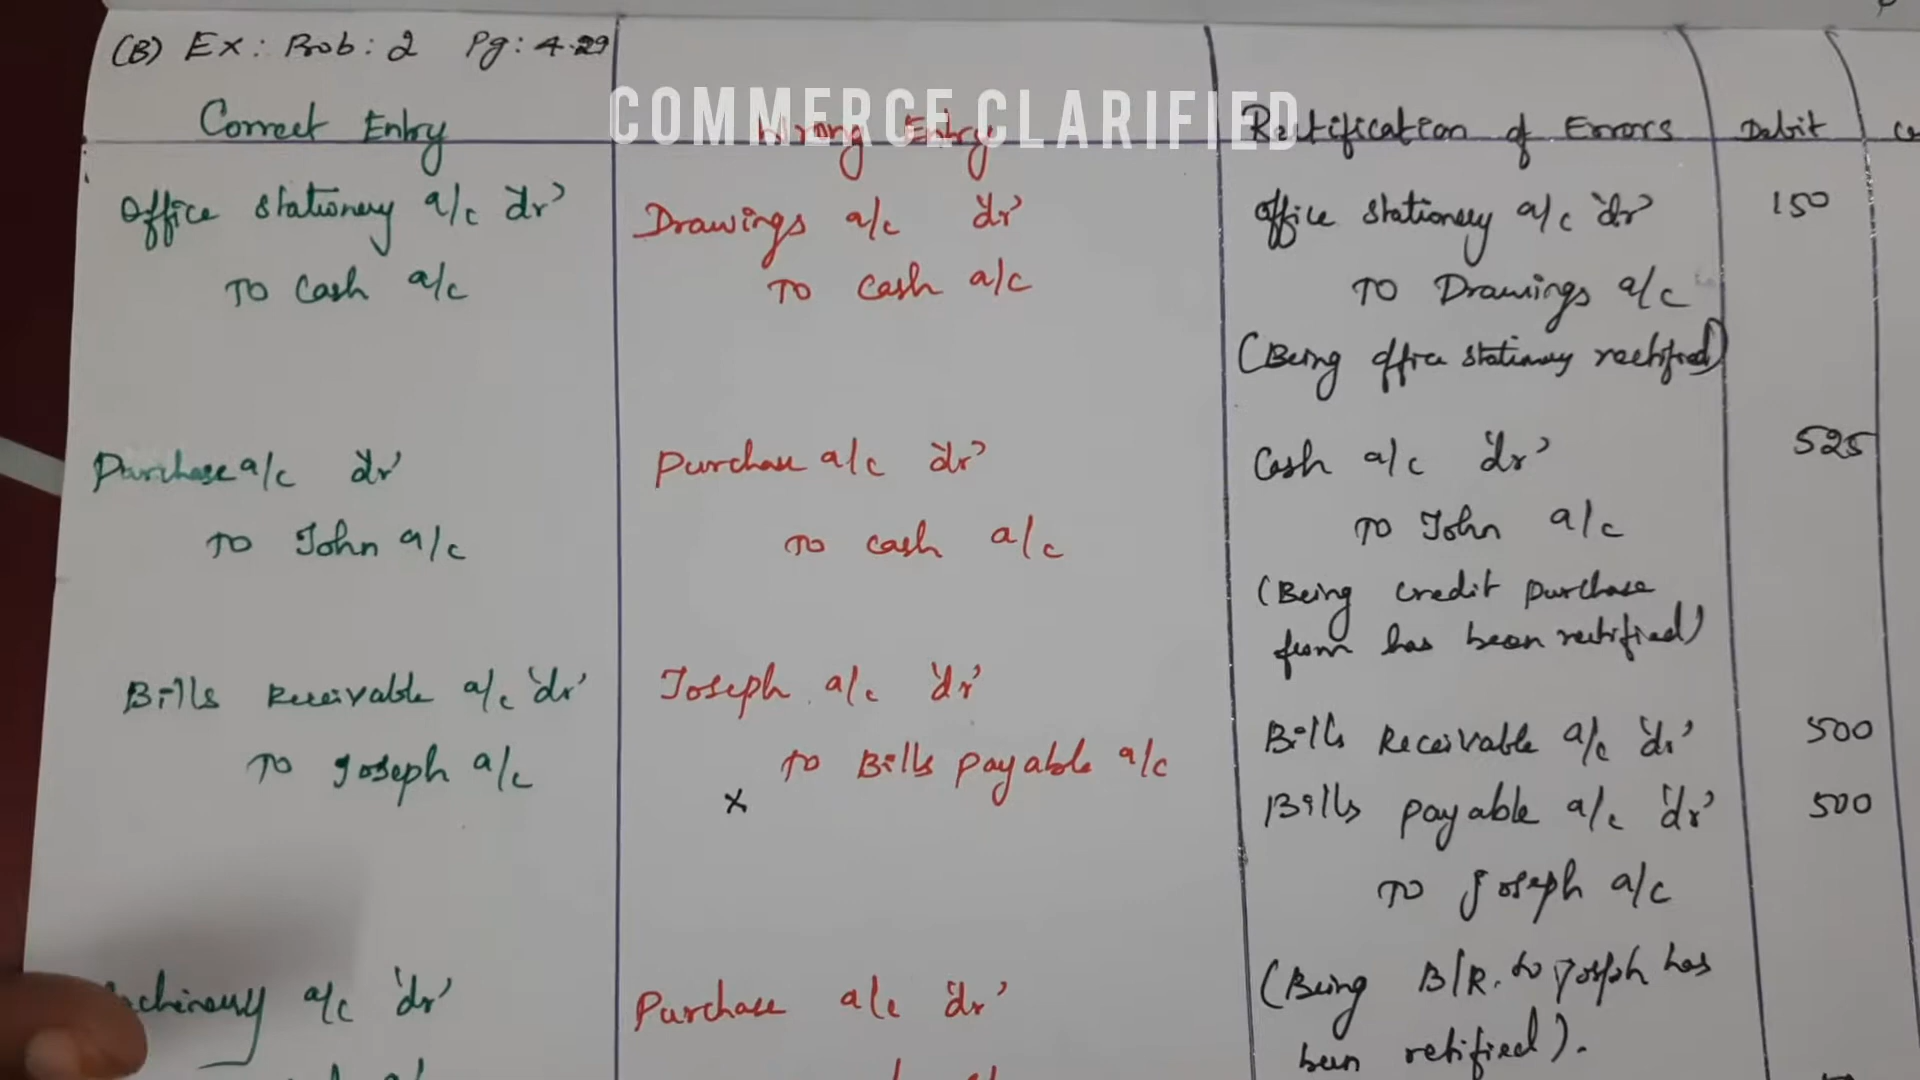 (B) Ex: Prob: 2 Pg: 4.29
COMMERCE CLARIFIED
Correct Entry
Wrong Entry
Rectification of Errors
Debit
Office stationery a/c 'dr'
To Cash a/c
Drawings a/c 'dr'
To Cash a/c
Office stationery a/c 'dr'
To Drawings a/c
(Being office stationery rectified)
150
Purchase a/c 'dr'
To John a/c
Purchase a/c 'dr'
To cash a/c
Cash a/c 'dr'
To John a/c
(Being credit purchase
from has been rectified)
525
Bills Receivable a/c 'dr'
To Joseph a/c
Joseph a/c 'dr'
To Bills payable a/c
x
Bills Receivable a/c 'dr'
500
Bills payable a/c 'dr'
500
To Joseph a/c
(Being B/R. to Joseph has
been retified).
a/c 'dr'
Purchase a/c 'dr'